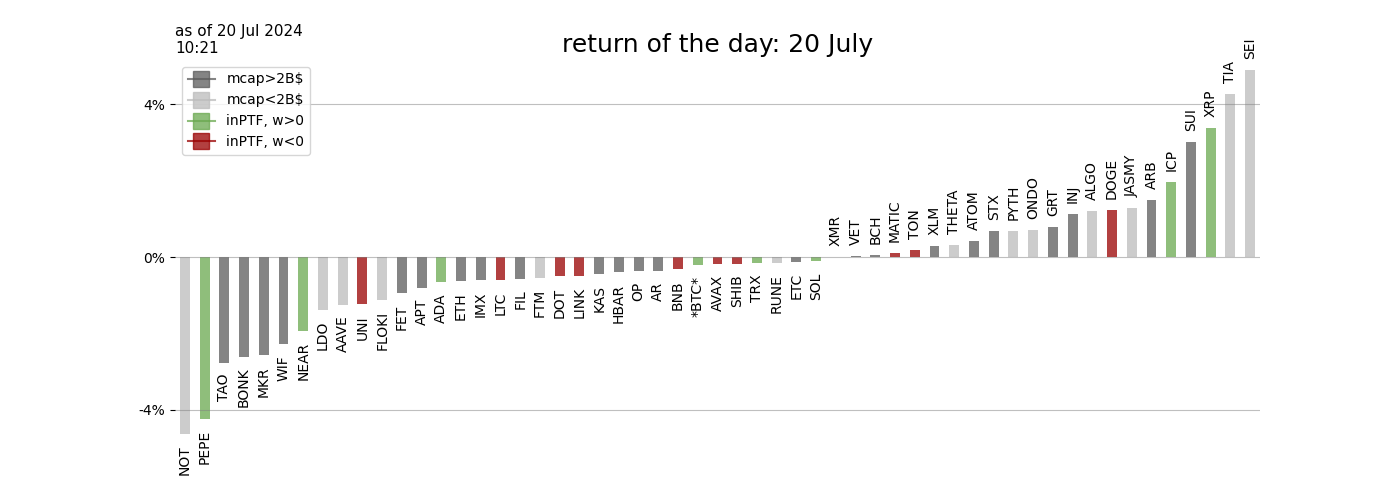 as of 20 Jul 2024
10:21
return of the day: 20 July
mcap>2B$
mcap<2B$
inPTF, w>0
inPTF, w<0
4%
0%
-4%
NOT
PEPE
TAO
BONK
MKR
WIF
NEAR
LDO
AAVE
UNI
FLOKI
FET
APT
ADA
ETH
IMX
LTC
FIL
FTM
DOT
LINK
KAS
HBAR
OP
AR
BNB
*BTC*
AVAX
SHIB
TRX
RUNE
ETC
SOL
XMR
VET
BCH
MATIC
TON
XLM
THETA
ATOM
STX
PYTH
ONDO
GRT
INJ
ALGO
DOGE
JASMY
ARB
ICP
SUI
XRP
TIA
SEI